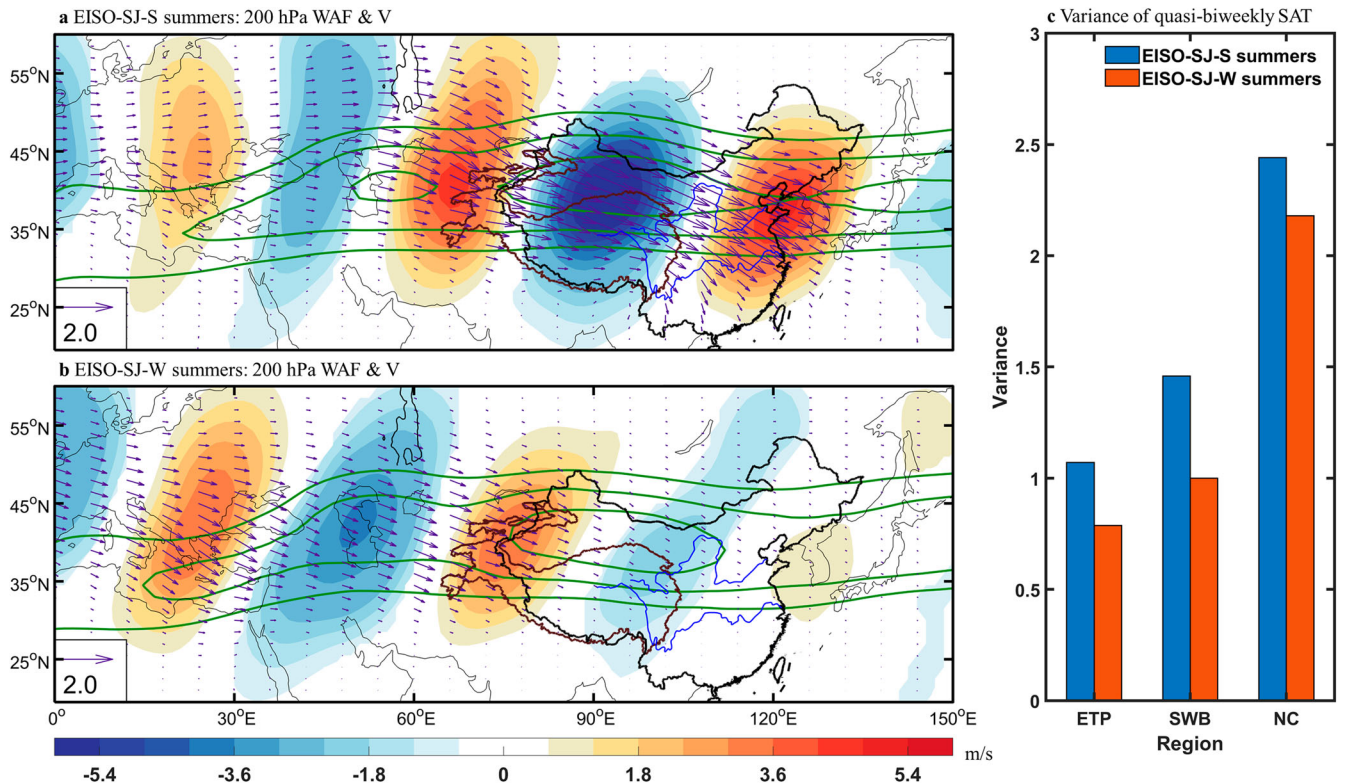 a EISO-SJ-S summers: 200 hPa WAF & V
55°N
45°N
35°N
25°N
2.0
b EISO-SJ-W summers: 200 hPa WAF & V
55°N
45°N
35°N
25°N
2.0
0° 30°E 60°E 90°E 120°E 150°E
m/s
-5.4 -3.6 -1.8 0 1.8 3.6 5.4
c Variance of quasi-biweekly SAT
EISO-SJ-S summers
EISO-SJ-W summers
3
2.5
2
1.5
1
0.5
0
Variance
ETP SWB NC
Region